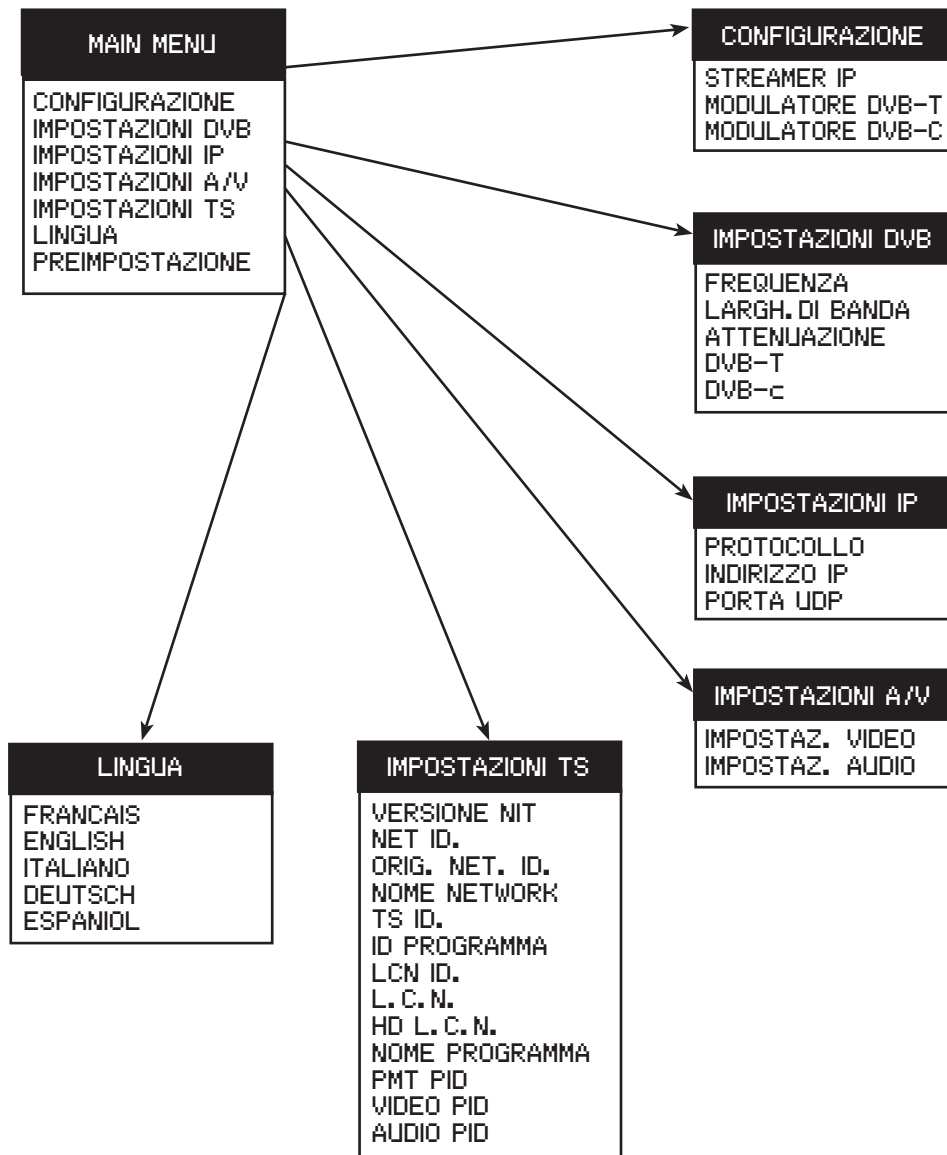 MAIN MENU
CONFIGURAZIONE
IMPOSTAZIONI DVB
IMPOSTAZIONI IP
IMPOSTAZIONI A/V
IMPOSTAZIONI TS
LINGUA
PREIMPOSTAZIONE
CONFIGURAZIONE
STREAMER IP
MODULATORE DVB-T
MODULATORE DVB-C
IMPOSTAZIONI DVB
FREQUENZA
LARGH.DI BANDA
ATTENUAZIONE
DVB-T
DVB-c
IMPOSTAZIONI IP
PROTOCOLLO
INDIRIZZO IP
PORTA UDP
IMPOSTAZIONI A/V
IMPOSTAZ. VIDEO
IMPOSTAZ. AUDIO
LINGUA
FRANCAIS
ENGLISH
ITALIANO
DEUTSCH
ESPANIOL
IMPOSTAZIONI TS
VERSIONE NIT
NET ID.
ORIG. NET. ID.
NOME NETWORK
TS ID.
ID PROGRAMMA
LCN ID.
L.C.N.
HD L.C.N.
NOME PROGRAMMA
PMT PID
VIDEO PID
AUDIO PID